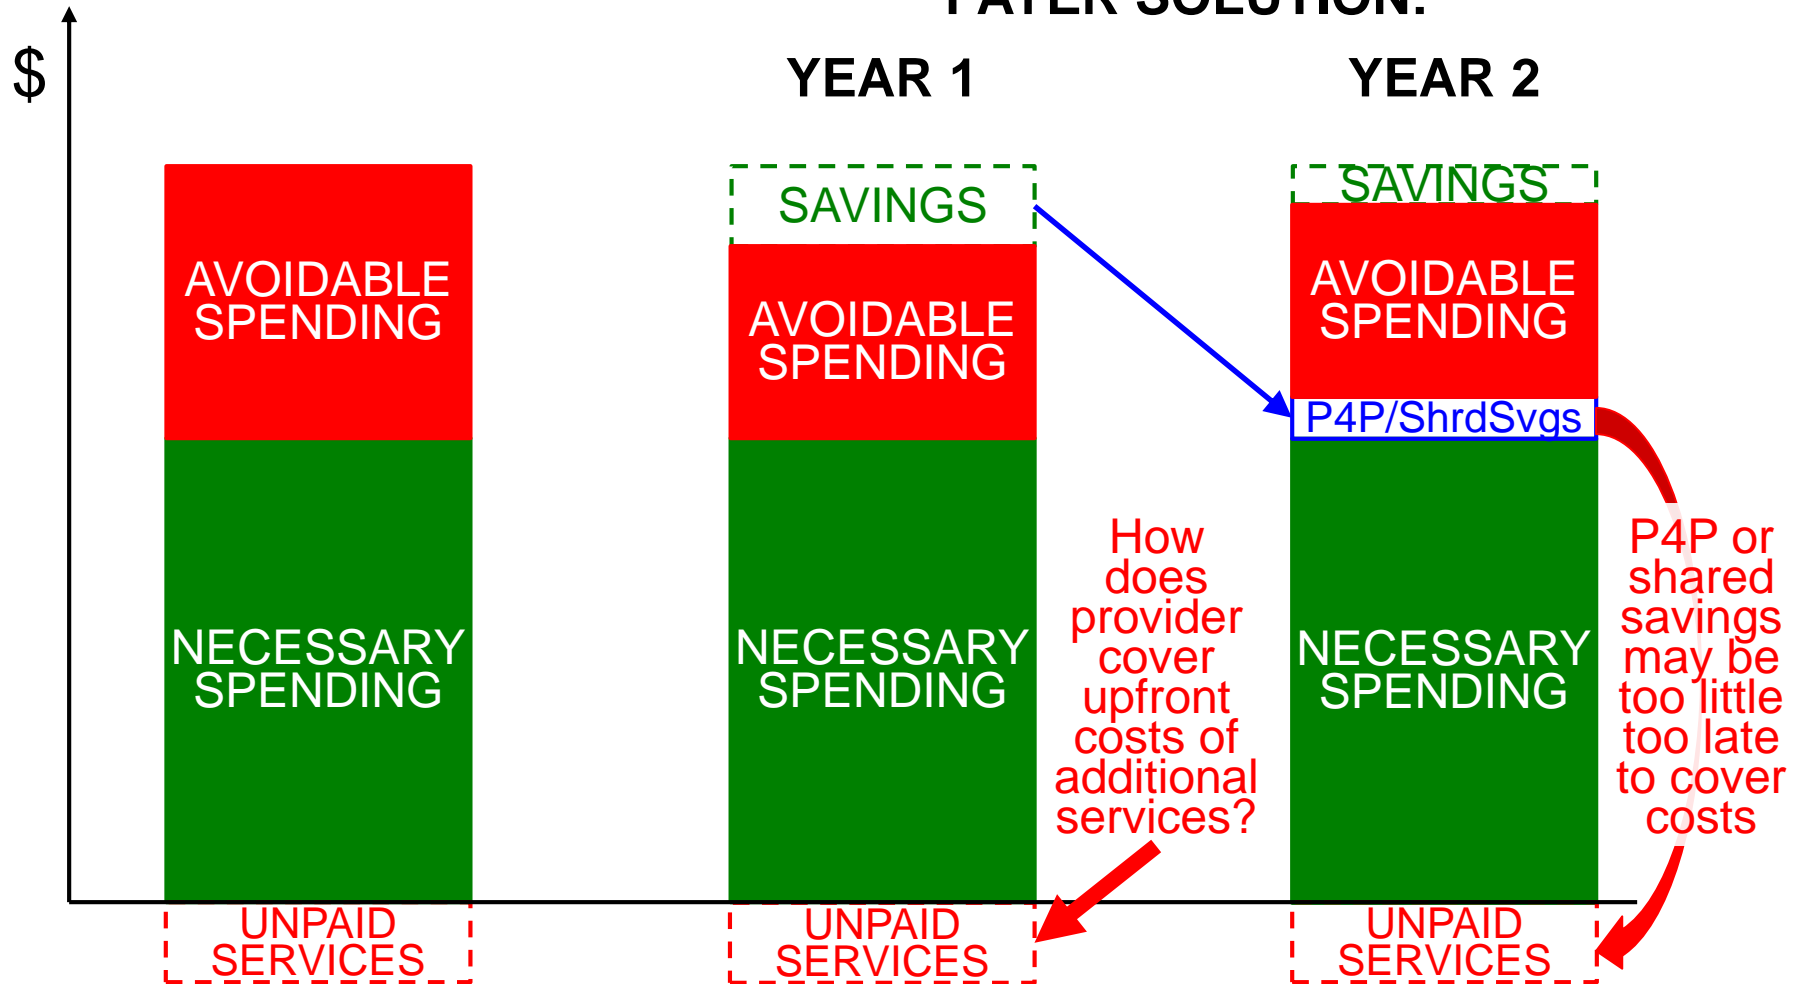 PAYER SOLUTION:
$
YEAR 1
YEAR 2
AVOIDABLE
SPENDING
NECESSARY
SPENDING
UNPAID
SERVICES
SAVINGS
AVOIDABLE
SPENDING
NECESSARY
SPENDING
UNPAID
SERVICES
How
does
provider
cover
upfront
costs of
additional
services?
SAVINGS
AVOIDABLE
SPENDING
P4P/ShrdSvgs
NECESSARY
SPENDING
UNPAID
SERVICES
P4P or
shared
savings
may be
too little
too late
to cover
costs